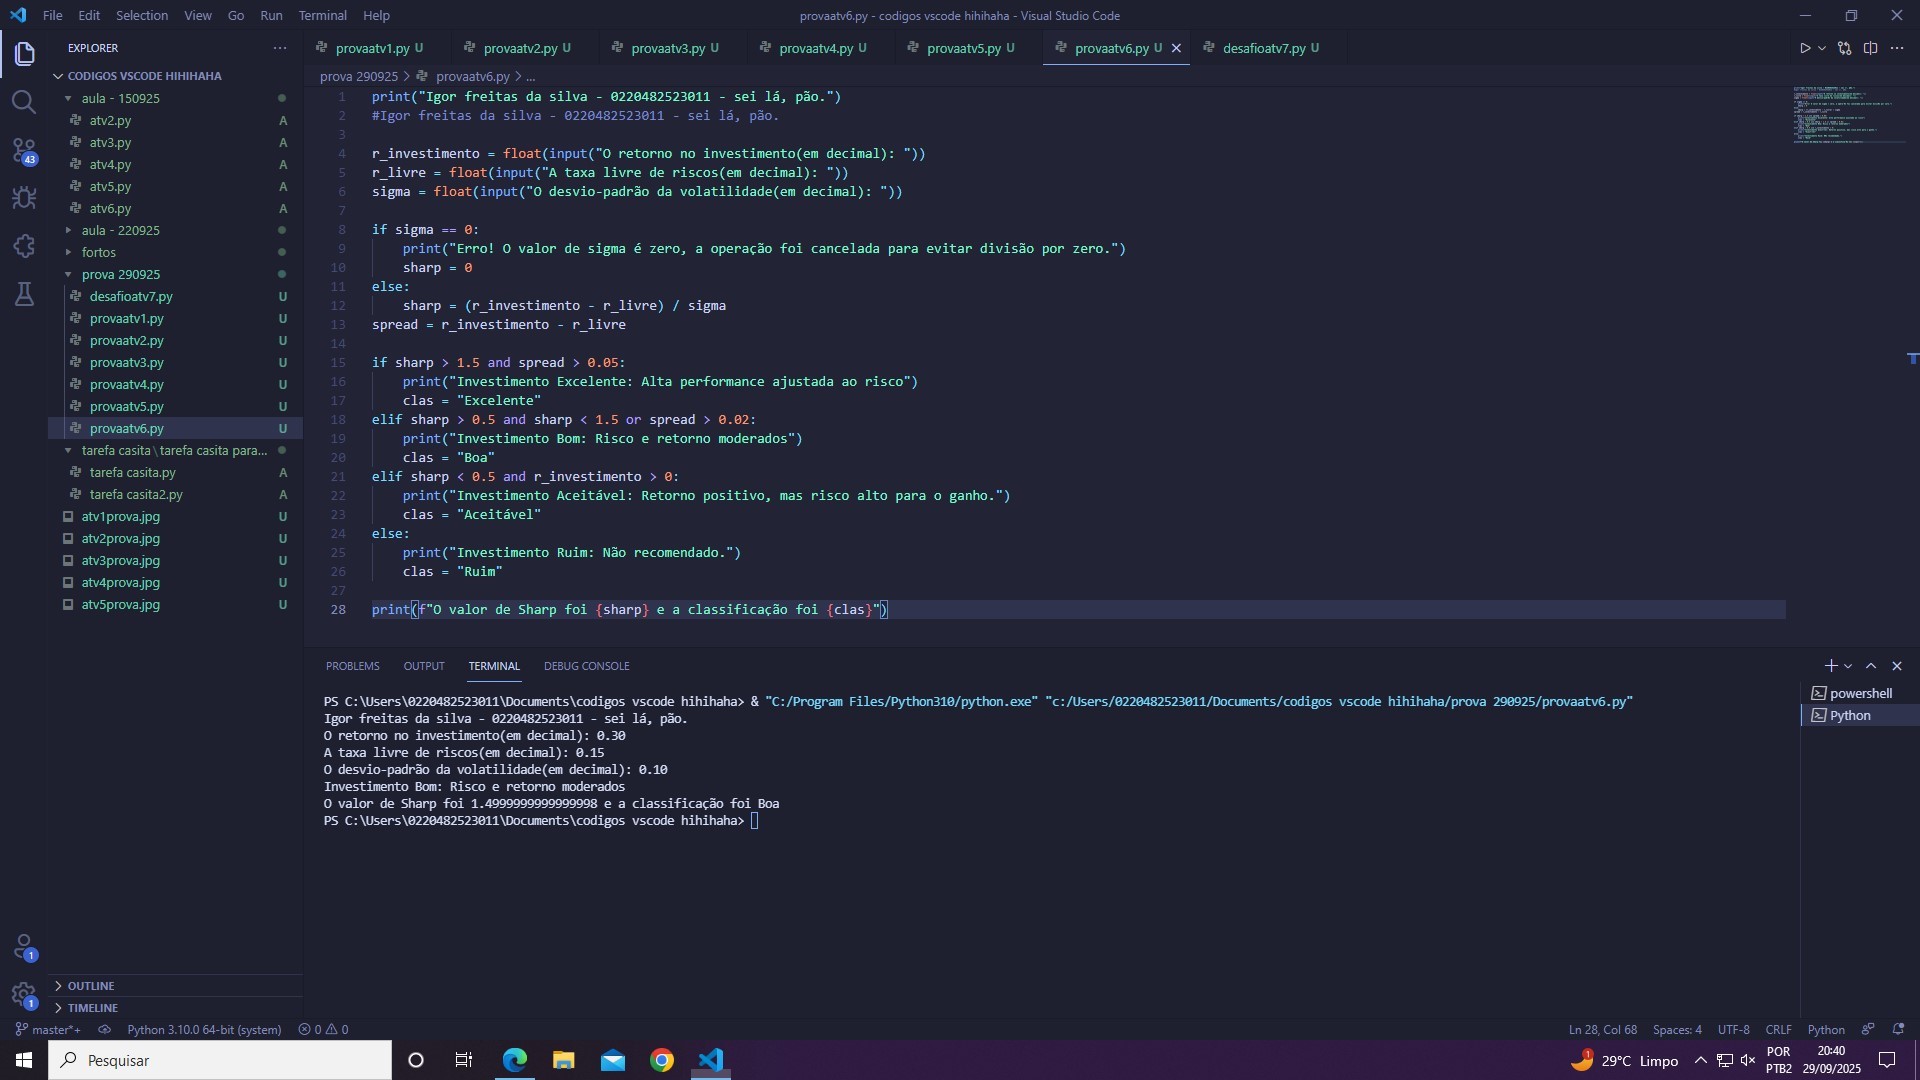 File Edit Selection View Go Run Terminal Help
provaatv6.py - codigos vscode hihihaha - Visual Studio Code
EXPLORER
CODIGOS VSCODE HIHIHAHA
aula - 150925
atv2.py A
atv3.py A
atv4.py A
atv5.py A
atv6.py A
aula - 220925
fortos
prova 290925
desafioatv7.py U
provaatv1.py U
provaatv2.py U
provaatv3.py U
provaatv4.py U
provaatv5.py U
provaatv6.py U
tarefa casita\tarefa casita para...
tarefa casita.py A
tarefa casita2.py A
atv1prova.jpg U
atv2prova.jpg U
atv3prova.jpg U
atv4prova.jpg U
atv5prova.jpg U
OUTLINE
TIMELINE
43
1
1
provaatv1.py U provaatv2.py U provaatv3.py U provaatv4.py U provaatv5.py U provaatv6.py U desafioatv7.py U
prova 290925 > provaatv6.py > ...
1 print("Igor freitas da silva - 0220482523011 - sei lá, pão.")
2 #Igor freitas da silva - 0220482523011 - sei lá, pão.
3
4 r_investimento = float(input("O retorno no investimento(em decimal): "))
5 r_livre = float(input("A taxa livre de riscos(em decimal): "))
6 sigma = float(input("O desvio-padrão da volatilidade(em decimal): "))
7
8 if sigma == 0:
9 print("Erro! O valor de sigma é zero, a operação foi cancelada para evitar divisão por zero.")
10 sharp = 0
11 else:
12 sharp = (r_investimento - r_livre) / sigma
13 spread = r_investimento - r_livre
14
15 if sharp > 1.5 and spread > 0.05:
16 print("Investimento Excelente: Alta performance ajustada ao risco")
17 clas = "Excelente"
18 elif sharp > 0.5 and sharp < 1.5 or spread > 0.02:
19 print("Investimento Bom: Risco e retorno moderados")
20 clas = "Boa"
21 elif sharp < 0.5 and r_investimento > 0:
22 print("Investimento Aceitável: Retorno positivo, mas risco alto para o ganho.")
23 clas = "Aceitável"
24 else:
25 print("Investimento Ruim: Não recomendado.")
26 clas = "Ruim"
27
28 print(f"O valor de Sharp foi {sharp} e a classificação foi {clas}")
PROBLEMS OUTPUT TERMINAL DEBUG CONSOLE
PS C:\Users\0220482523011\Documents\codigos vscode hihihaha> & "C:/Program Files/Python310/python.exe" "c:/Users/0220482523011/Documents/codigos vscode hihihaha/prova 290925/provaatv6.py"
Igor freitas da silva - 0220482523011 - sei lá, pão.
O retorno no investimento(em decimal): 0.30
A taxa livre de riscos(em decimal): 0.15
O desvio-padrão da volatilidade(em decimal): 0.10
Investimento Bom: Risco e retorno moderados
O valor de Sharp foi 1.4999999999999998 e a classificação foi Boa
PS C:\Users\0220482523011\Documents\codigos vscode hihihaha>
powershell
Python
master*+ Python 3.10.0 64-bit (system) 0 0 Ln 28, Col 68 Spaces: 4 UTF-8 CRLF Python
Pesquisar
1 29°C Limpo
POR
PTB2
20:40
29/09/2025